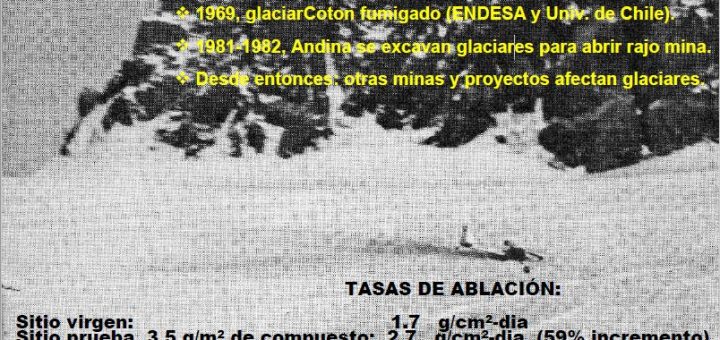 ❖ 1969, glaciarCoton fumigado (ENDESA y Univ. de Chile).
❖ 1981-1982, Andina se excavan glaciares para abrir rajo mina.
❖ Desde entonces: otras minas y proyectos afectan glaciares.
TASAS DE ABLACIÓN:
Sitio virgen: 1.7 g/cm²-dia
Sitio prueba 3.5 g/m² de compuesto: 2.7 g/cm²-dia (59% incremento)